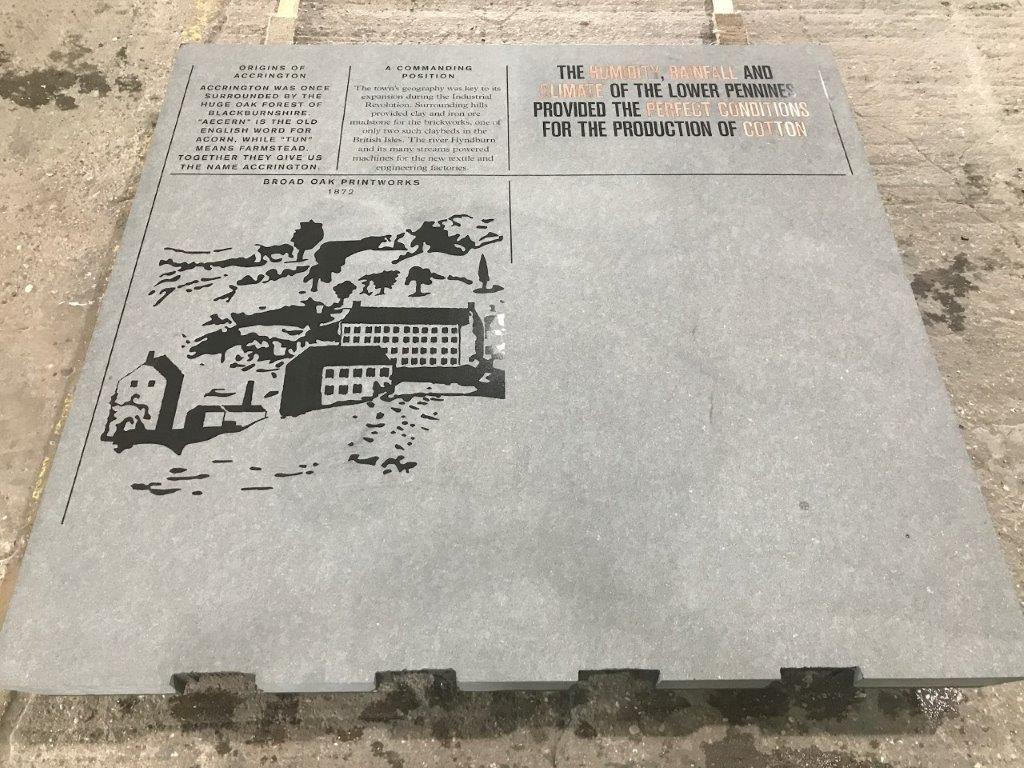 ORIGINS OF
ACCRINGTON
ACCRINGTON WAS ONCE
SURROUNDED BY THE
HUGE OAK FOREST OF
BLACKBURNSHIRE.
"AECERN" IS THE OLD
ENGLISH WORD FOR
ACORN, WHILE "TUN"
MEANS FARMSTEAD.
TOGETHER THEY GIVE US
THE NAME ACCRINGTON.
A COMMANDING
POSITION
The town's geography was key to its
expansion during the Industrial
Revolution. Surrounding hills
provided clay and iron ore
mudstone for the brickworks, one of
only two such claybeds in the
British Isles. The river Hyndburn
and its many streams powered
machines for the new textile and
engineering factories.
THE HUMIDITY, RAINFALL AND
CLIMATE OF THE LOWER PENNINES
PROVIDED THE PERFECT CONDITIONS
FOR THE PRODUCTION OF COTTON
BROAD OAK PRINTWORKS
1872